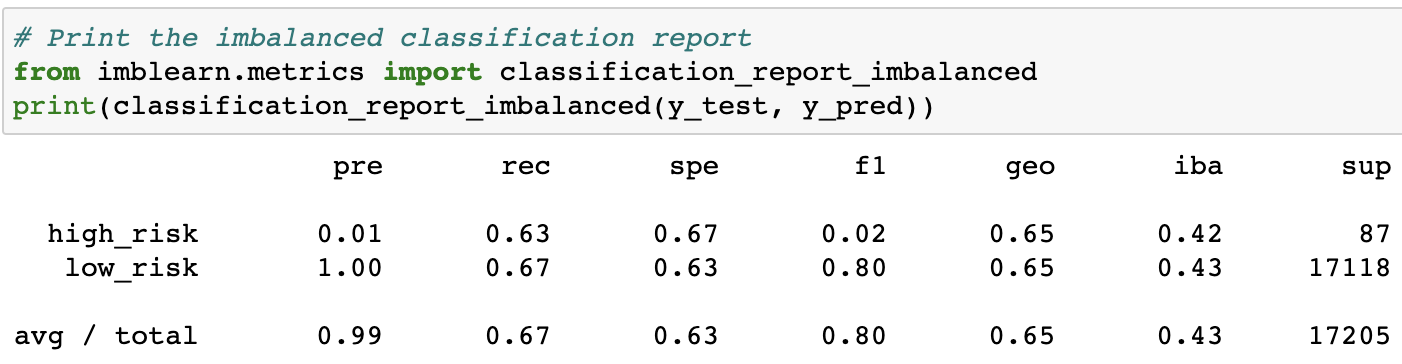 # Print the imbalanced classification report
from imblearn.metrics import classification_report_imbalanced
print(classification_report_imbalanced(y_test, y_pred))
pre rec spe f1 geo iba sup
high_risk 0.01 0.63 0.67 0.02 0.65 0.42 87
low_risk 1.00 0.67 0.63 0.80 0.65 0.43 17118
avg / total 0.99 0.67 0.63 0.80 0.65 0.43 17205